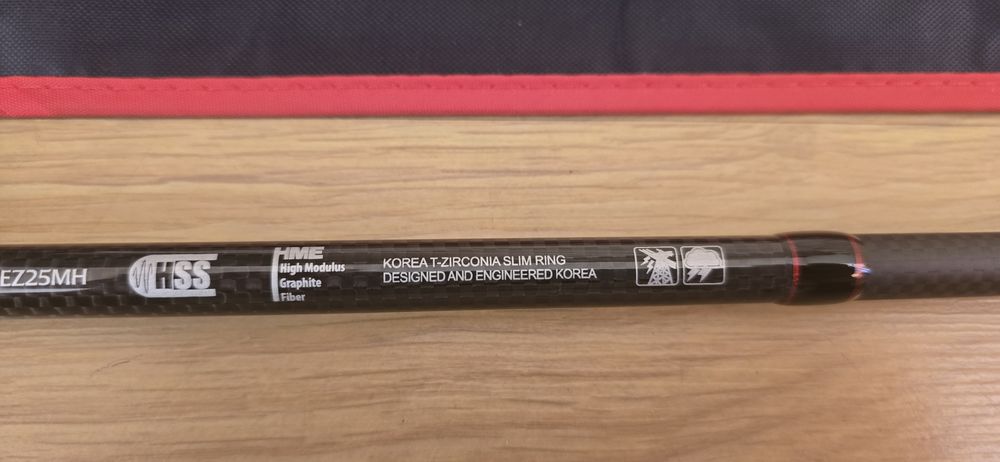 EZ25MH
HSS
HME
High Modulus
Graphite
Fiber
KOREA T-ZIRCONIA SLIM RING
DESIGNED AND ENGINEERED KOREA